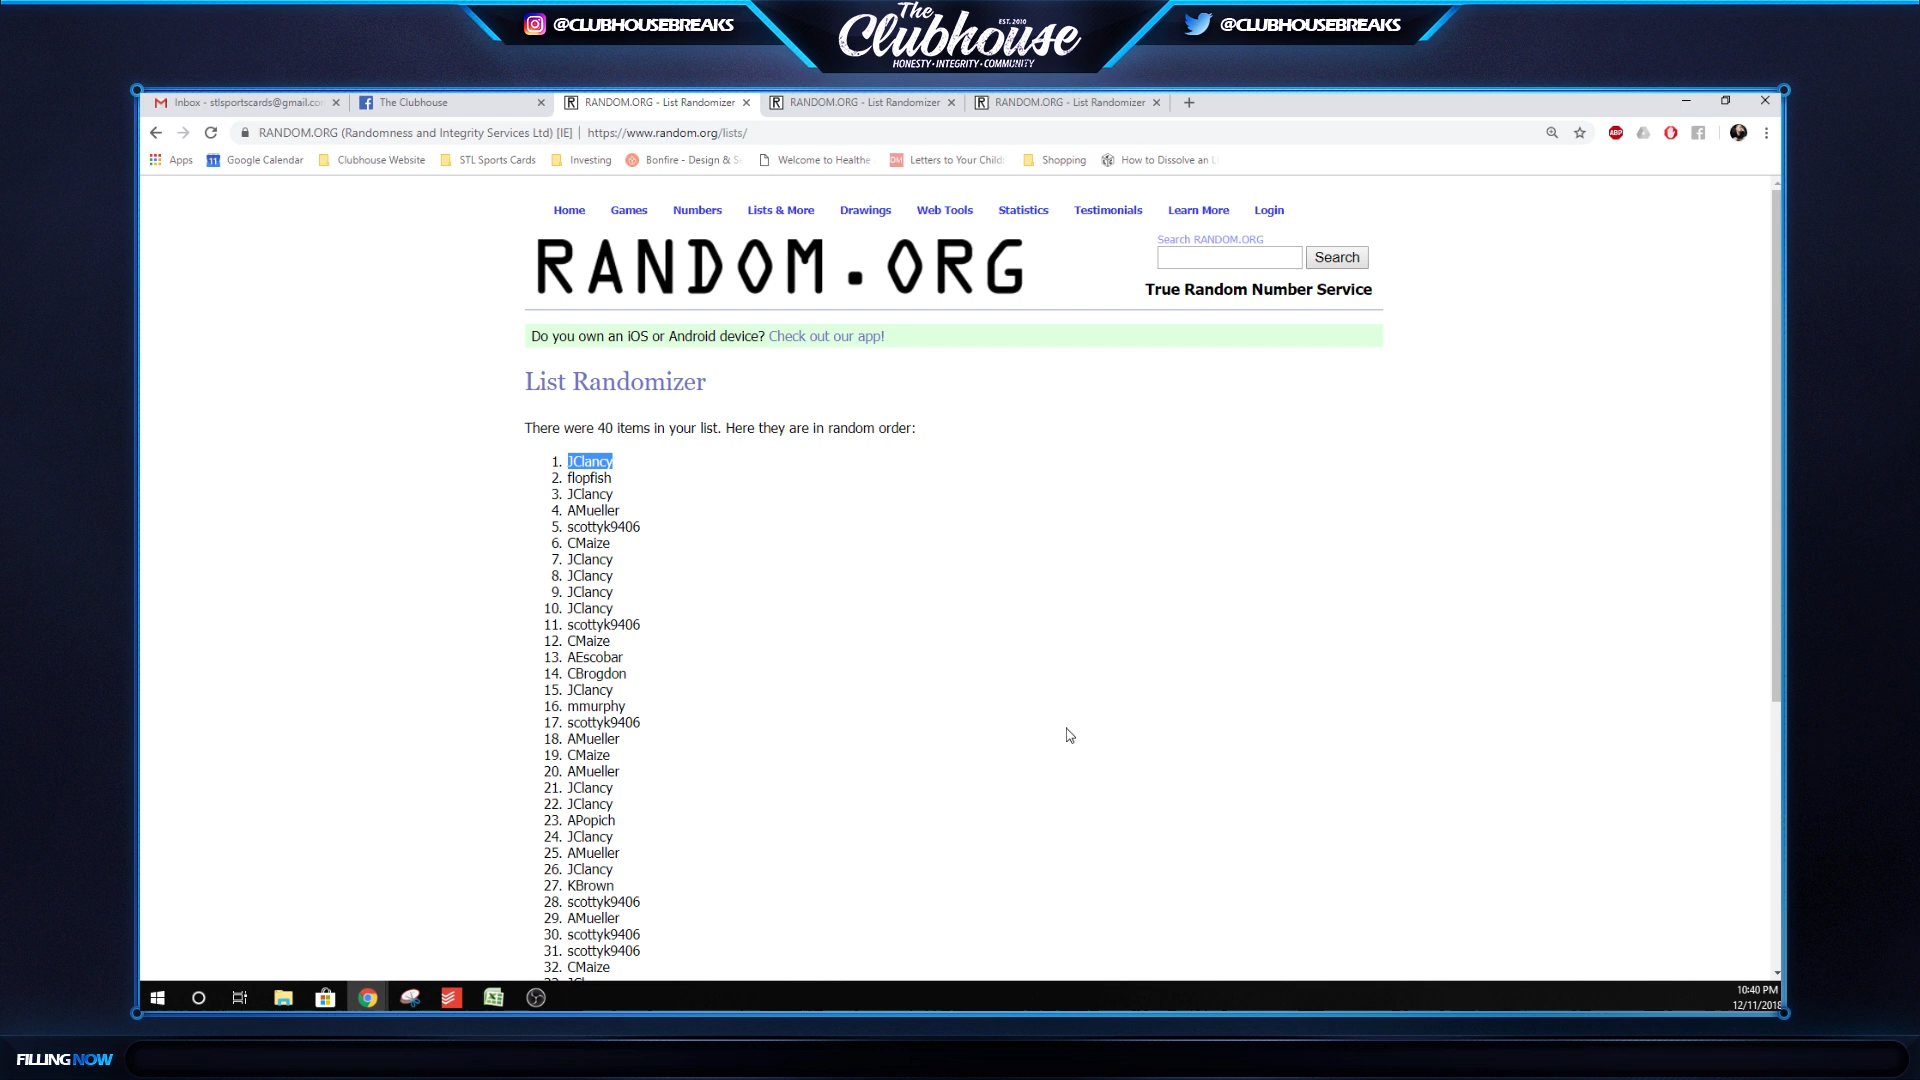 @CLUBHOUSEBREAKS
The Clubhouse
EST. 2010
HONESTY • INTEGRITY • COMMUNITY
@CLUBHOUSEBREAKS
Inbox - stlsportscards@gmail.co
The Clubhouse
RANDOM.ORG - List Randomizer
RANDOM.ORG - List Randomizer
RANDOM.ORG - List Randomizer
RANDOM.ORG (Randomness and Integrity Services Ltd) [IE] | https://www.random.org/lists/
ABP
Apps
11 Google Calendar
Clubhouse Website
STL Sports Cards
Investing
Bonfire - Design & S
Welcome to Healthe
Letters to Your Child
Shopping
How to Dissolve an L
Home Games Numbers Lists & More Drawings Web Tools Statistics Testimonials Learn More Login
RANDOM.ORG
Search RANDOM.ORG
Search
True Random Number Service
Do you own an iOS or Android device? Check out our app!
List Randomizer
There were 40 items in your list. Here they are in random order:
1. JClancy
2. flopfish
3. JClancy
4. AMueller
5. scottyk9406
6. CMaize
7. JClancy
8. JClancy
9. JClancy
10. JClancy
11. scottyk9406
12. CMaize
13. AEscobar
14. CBrogdon
15. JClancy
16. mmurphy
17. scottyk9406
18. AMueller
19. CMaize
20. AMueller
21. JClancy
22. JClancy
23. APopich
24. JClancy
25. AMueller
26. JClancy
27. KBrown
28. scottyk9406
29. AMueller
30. scottyk9406
31. scottyk9406
32. CMaize
10:40 PM
12/11/2018
FILLING NOW